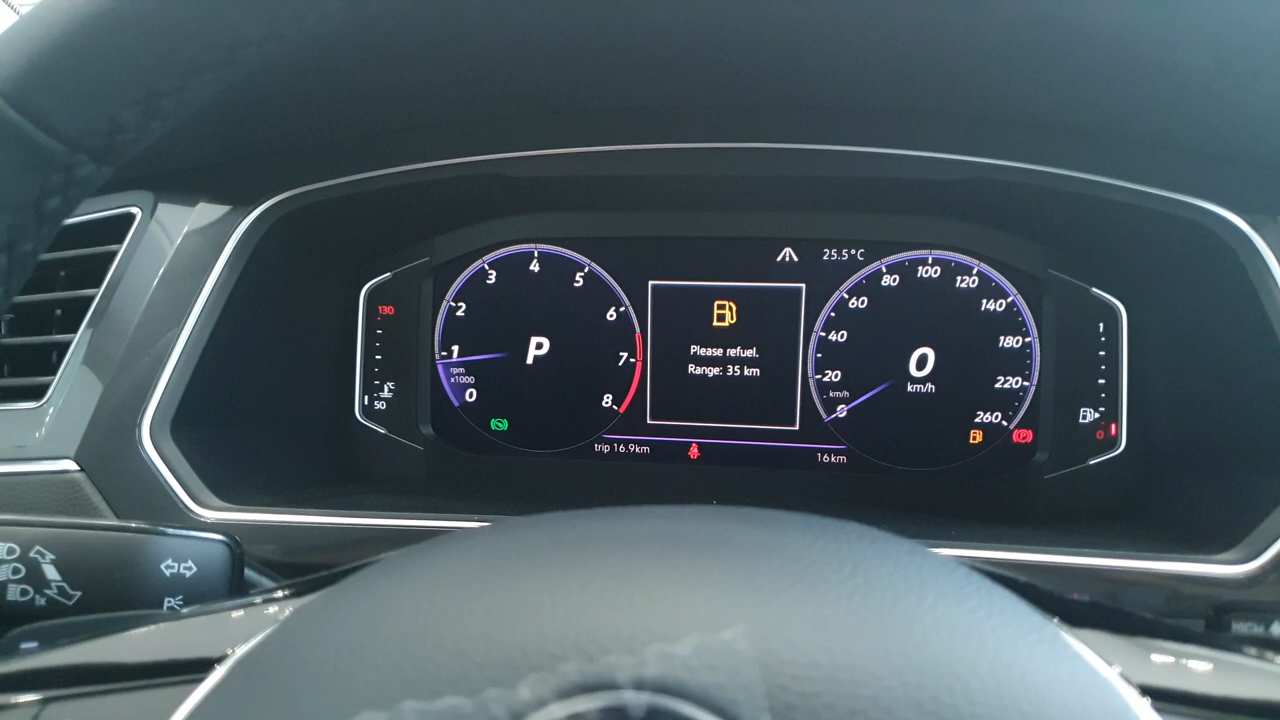 25.5°C
130
°C
50
1
2
3
4
5
6
7
8
0
rpm
x1000
P
Please refuel.
Range: 35 km
0
20
40
60
80
100
120
140
180
220
260
km/h
0
km/h
1
0
trip 16.9km
16km